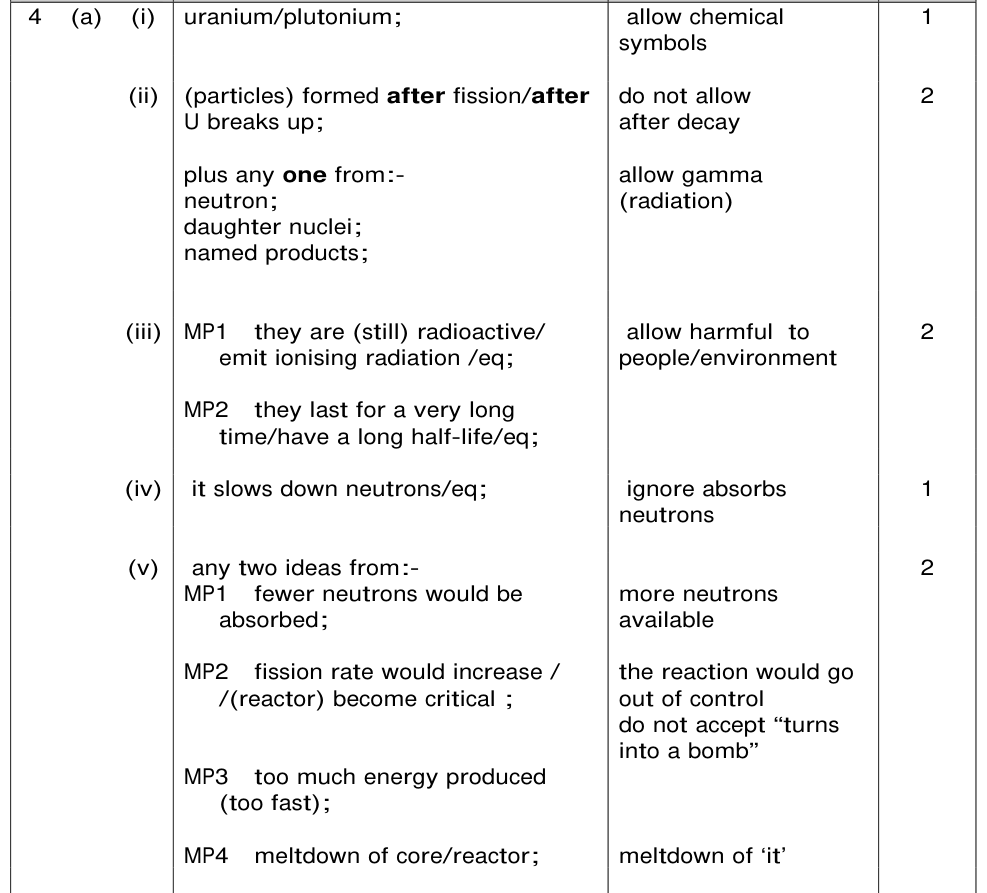 4 (a) (i) uranium/plutonium; allow chemical 1
symbols
(ii) (particles) formed after fission/after do not allow 2
U breaks up; after decay
plus any one from:- allow gamma
neutron; (radiation)
daughter nuclei;
named products;
(iii) MP1 they are (still) radioactive/ allow harmful to 2
emit ionising radiation /eq; people/environment
MP2 they last for a very long
time/have a long half-life/eq;
(iv) it slows down neutrons/eq; ignore absorbs 1
neutrons
(v) any two ideas from:- 2
MP1 fewer neutrons would be more neutrons
absorbed; available
MP2 fission rate would increase / the reaction would go
/(reactor) become critical ; out of control
do not accept “turns
into a bomb”
MP3 too much energy produced
(too fast);
MP4 meltdown of core/reactor; meltdown of ‘it’